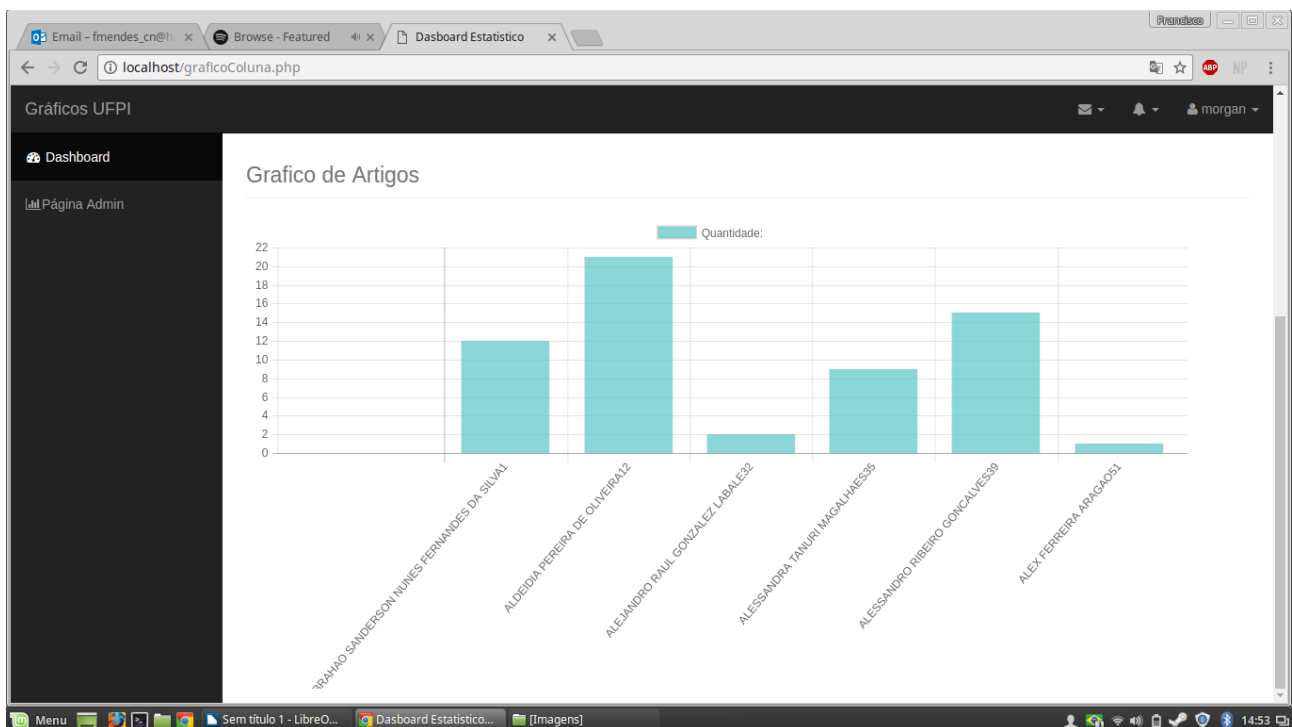 Francisco
Email – fmendes_cn@h
Browse - Featured
Dasboard Estatistico
localhost/graficoColuna.php
ABP
NP
Gráficos UFPI
morgan
Dashboard
Página Admin
Grafico de Artigos
Quantidade:
22
20
18
16
14
12
10
8
6
4
2
0
BRAHAO SANDERSON NUNES FERNANDES DA SILVA1
ALDEIDIA PEREIRA DE OLIVEIRA12
ALEJANDRO RAUL GONZALEZ LABALE32
ALESSANDRA TANURI MAGALHAES35
ALESSANDRO RIBEIRO GONCALVES39
ALEX FERREIRA ARAGAO51
Menu
Sem título 1 - LibreO...
Dasboard Estatistico...
[Imagens]
14:53